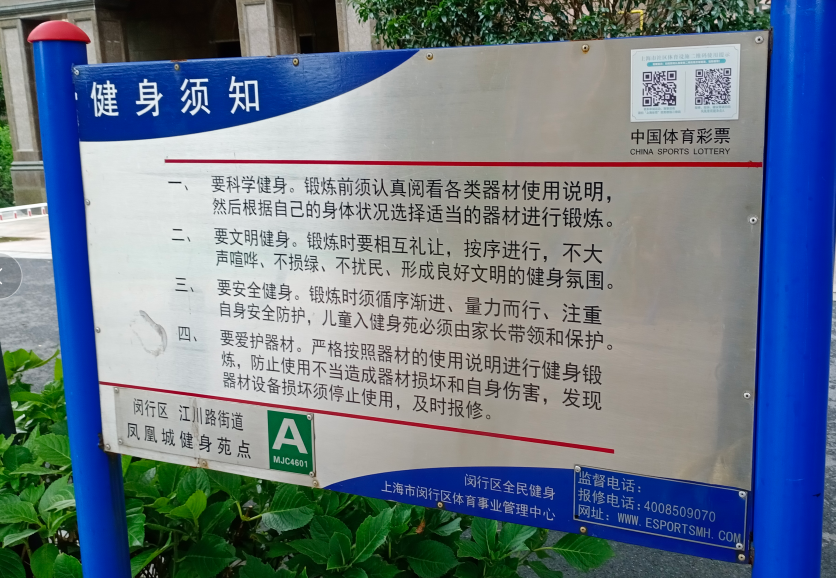 健身须知
中国体育彩票
CHINA SPORTS LOTTERY
一、 要科学健身。锻炼前须认真阅看各类器材使用说明，
然后根据自己的身体状况选择适当的器材进行锻炼。
二、 要文明健身。锻炼时要相互礼让，按序进行，不大
声喧哗、不损绿、不扰民、形成良好文明的健身氛围。
三、 要安全健身。锻炼时须循序渐进、量力而行、注重
自身安全防护，儿童入健身苑必须由家长带领和保护。
四、 要爱护器材。严格按照器材的使用说明进行健身锻
炼，防止使用不当造成器材损坏和自身伤害，发现
器材设备损坏须停止使用，及时报修。
闵行区 江川路街道
凤凰城健身苑点
A
MJC4601
闵行区全民健身
上海市闵行区体育事业管理中心
监督电话：
报修电话：4008509070
网址：WWW.ESPORTSMH.COM